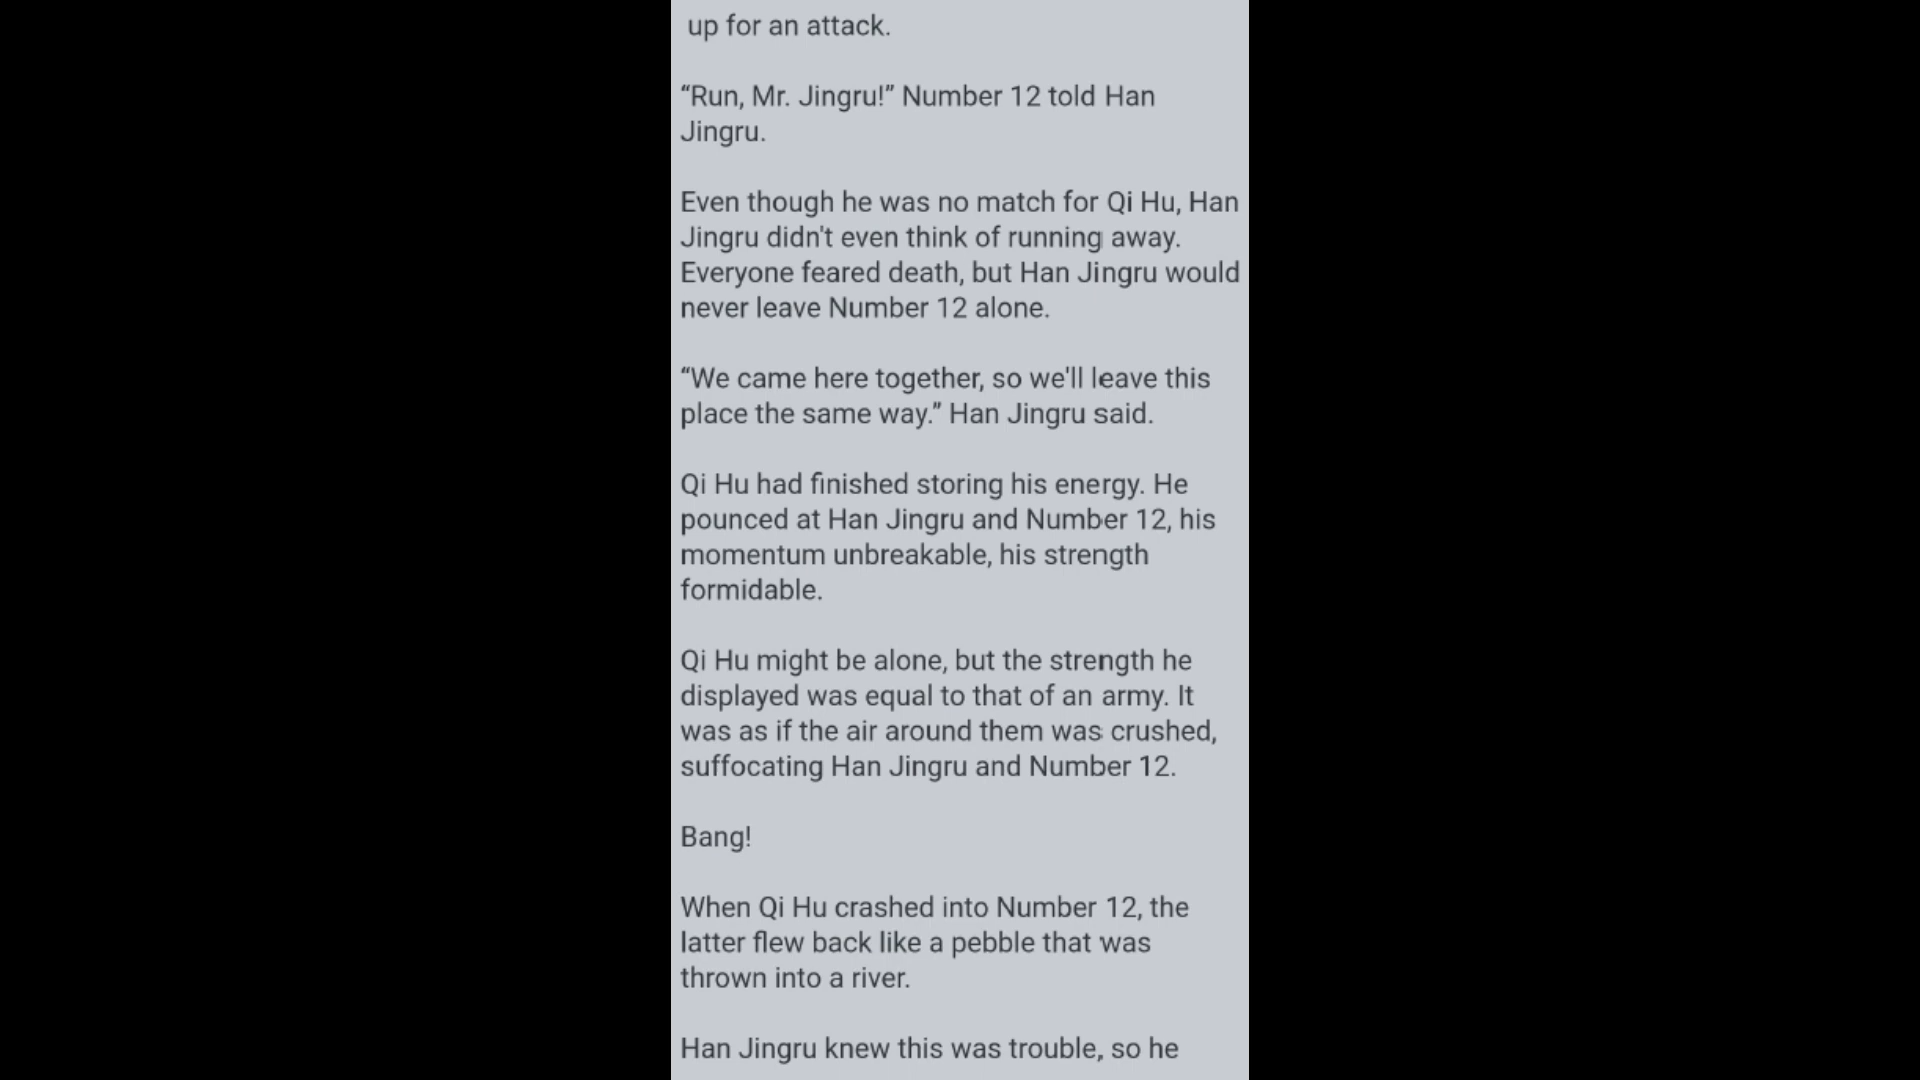 up for an attack.
“Run, Mr. Jingru!” Number 12 told Han
Jingru.
Even though he was no match for Qi Hu, Han
Jingru didn't even think of running away.
Everyone feared death, but Han Jingru would
never leave Number 12 alone.
“We came here together, so we'll leave this
place the same way.” Han Jingru said.
Qi Hu had finished storing his energy. He
pounced at Han Jingru and Number 12, his
momentum unbreakable, his strength
formidable.
Qi Hu might be alone, but the strength he
displayed was equal to that of an army. It
was as if the air around them was crushed,
suffocating Han Jingru and Number 12.
Bang!
When Qi Hu crashed into Number 12, the
latter flew back like a pebble that was
thrown into a river.
Han Jingru knew this was trouble, so he